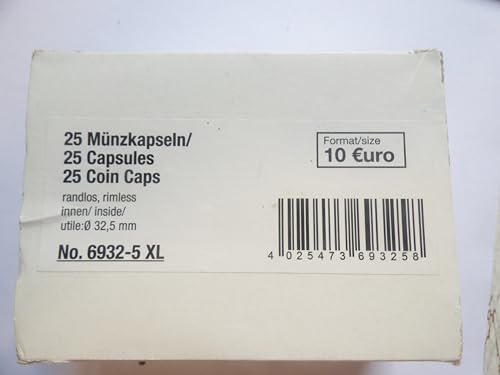 25 Münzkapseln/
25 Capsules
25 Coin Caps
randlos, rimless
innen/ inside/
utile:Ø 32,5 mm
No. 6932-5 XL
Format/size
10 €uro
4 025473 693258